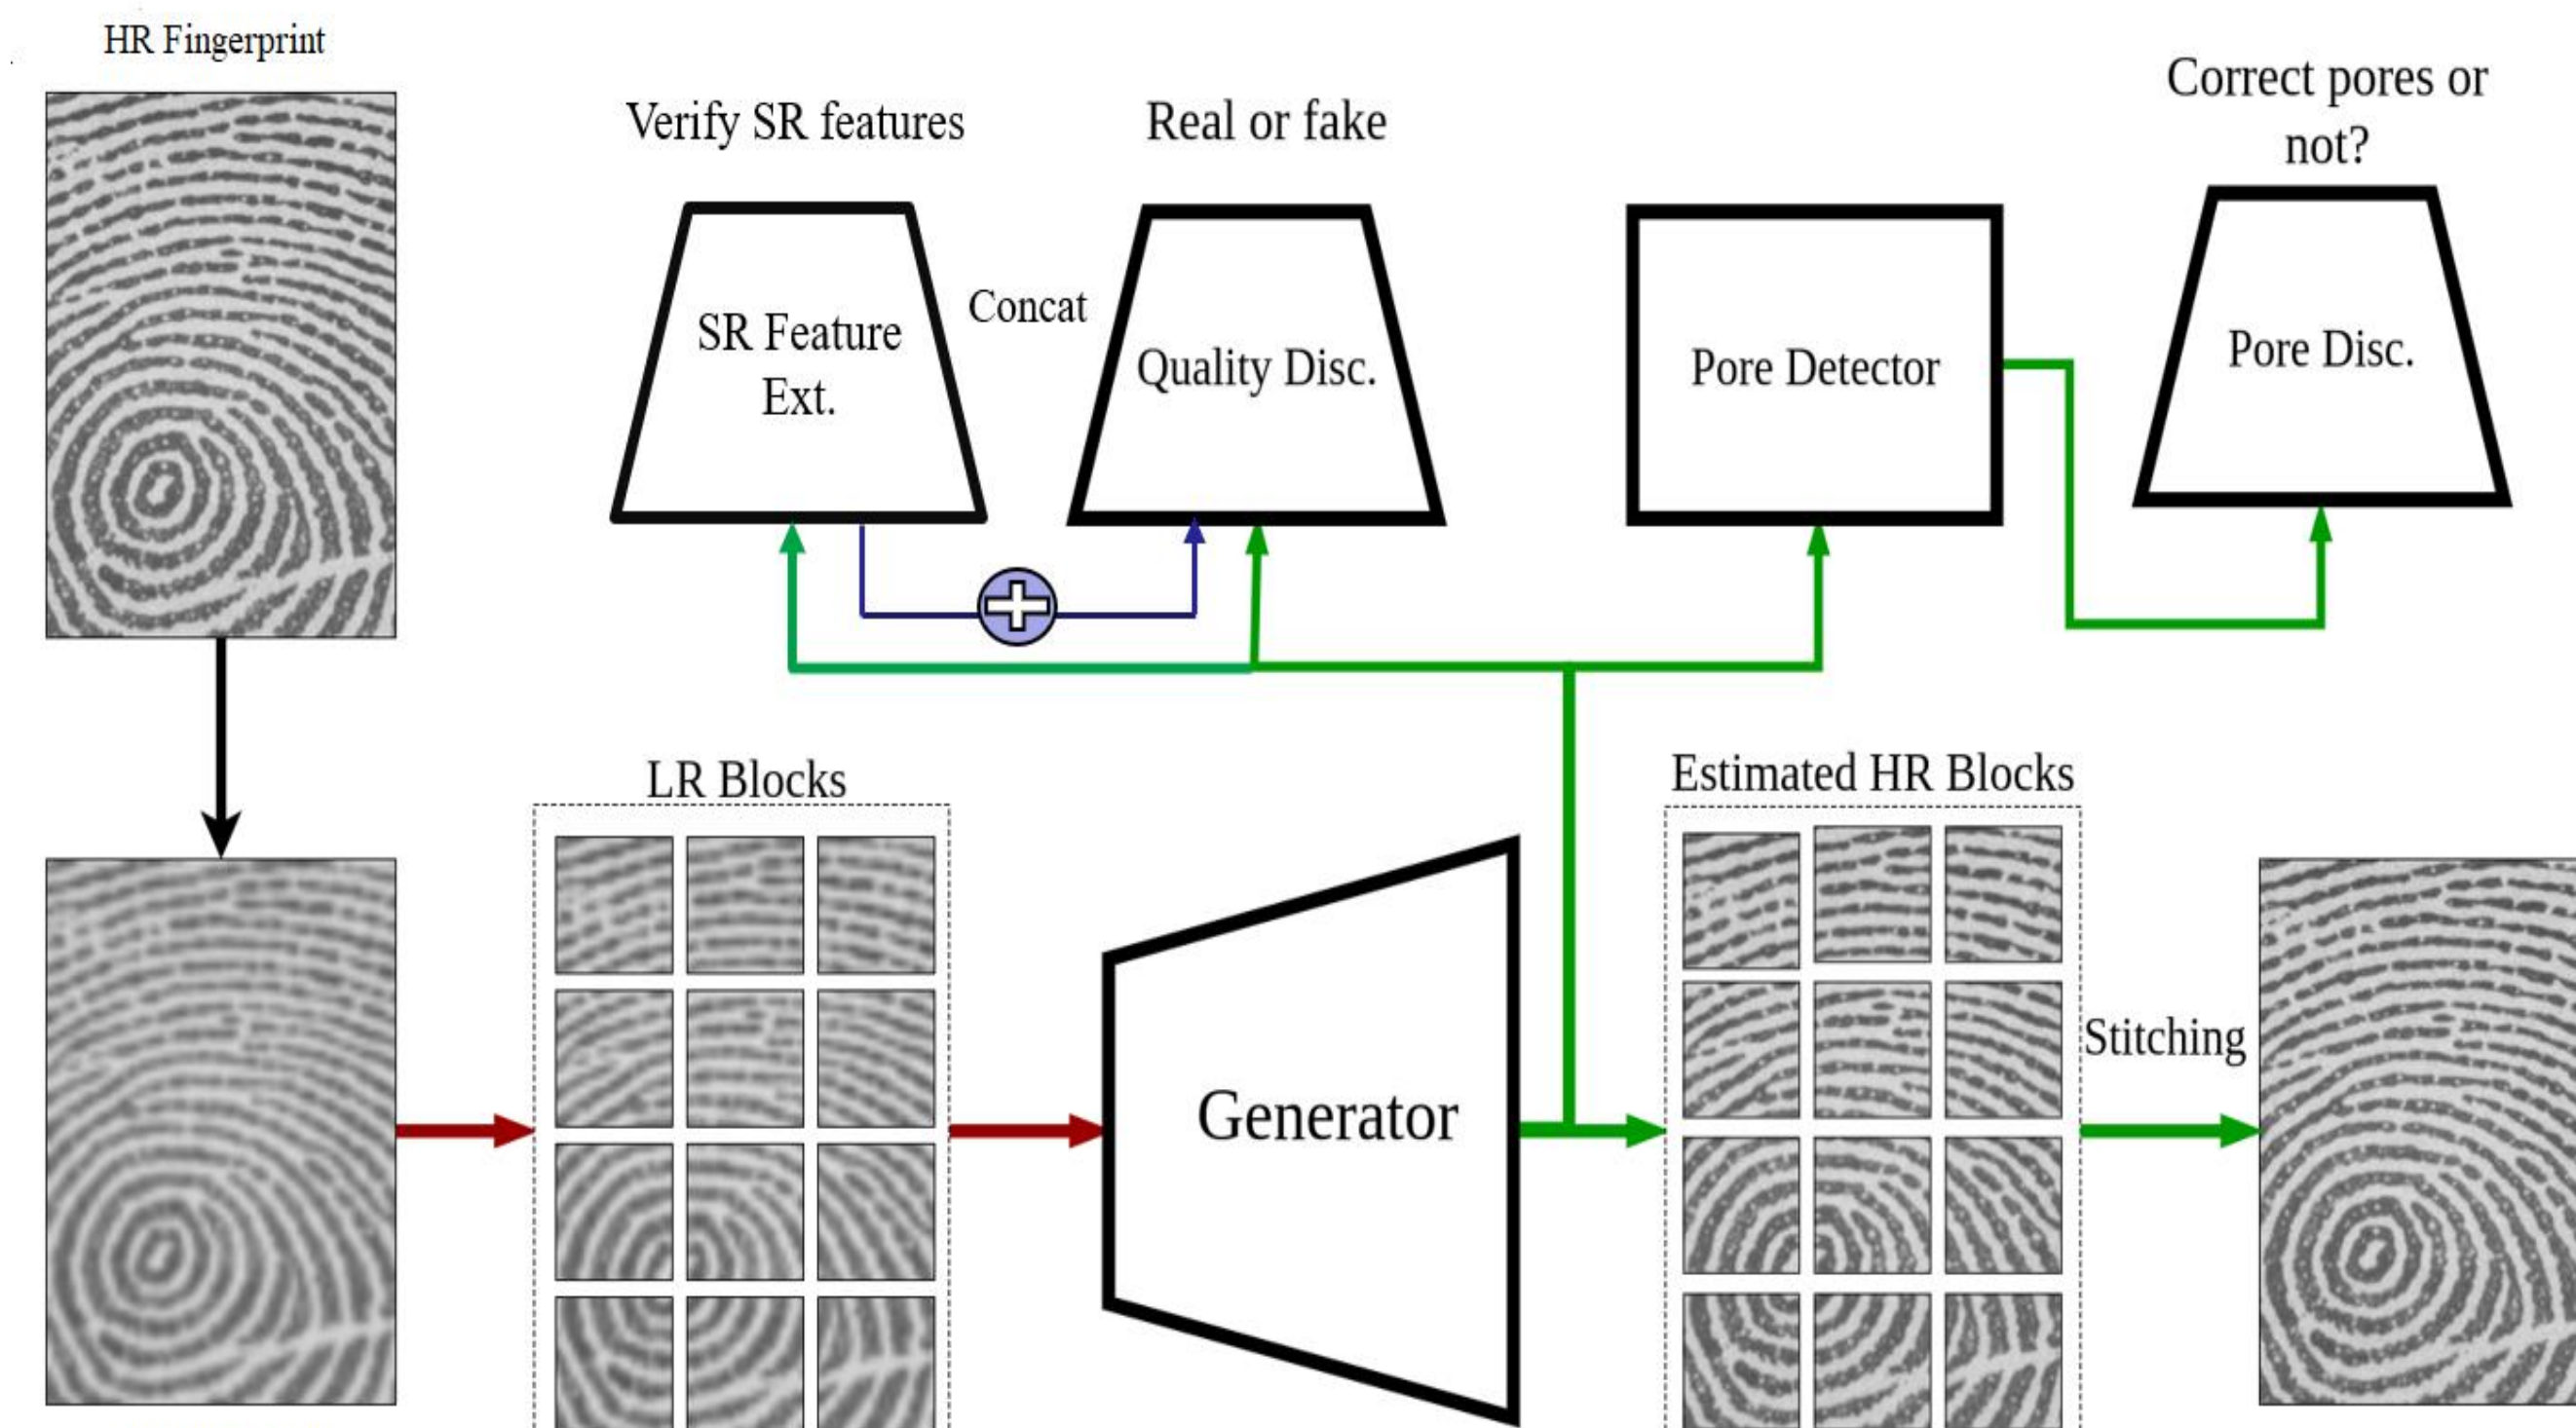 HR Fingerprint
Verify SR features
Real or fake
Correct pores or
not?
SR Feature
Ext.
Concat
Quality Disc.
Pore Detector
Pore Disc.
LR Blocks
Estimated HR Blocks
Generator
Stitching